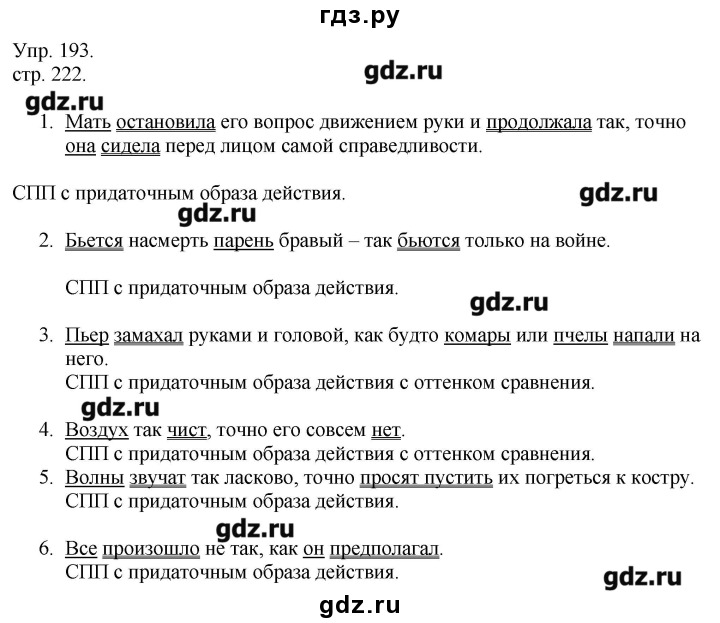 гдз.ру
Упр. 193.
стр. 222.
gdz.ru
gdz.ru
1. Мать остановила его вопрос движением руки и продолжала так, точно
она сидела перед лицом самой справедливости.
СПП с придаточным образа действия.
gdz.ru
gdz.ru
2. Бьется насмерть парень бравый – так бьются только на войне.
СПП с придаточным образа действия.
gdz.ru
3. Пьер замахал руками и головой, как будто комары или пчелы напали на
него.
СПП с придаточным образа действия с оттенком сравнения.
gdz.ru
4. Воздух так чист, точно его совсем нет.
СПП с придаточным образа действия с оттенком сравнения.
5. Волны звучат так ласково, точно просят пустить их погреться к костру.
СПП с придаточным образа действия.
gdz.ru
6. Все произошло не так, как он предполагал.
СПП с придаточным образа действия.
gdz.ru
gdz.ru